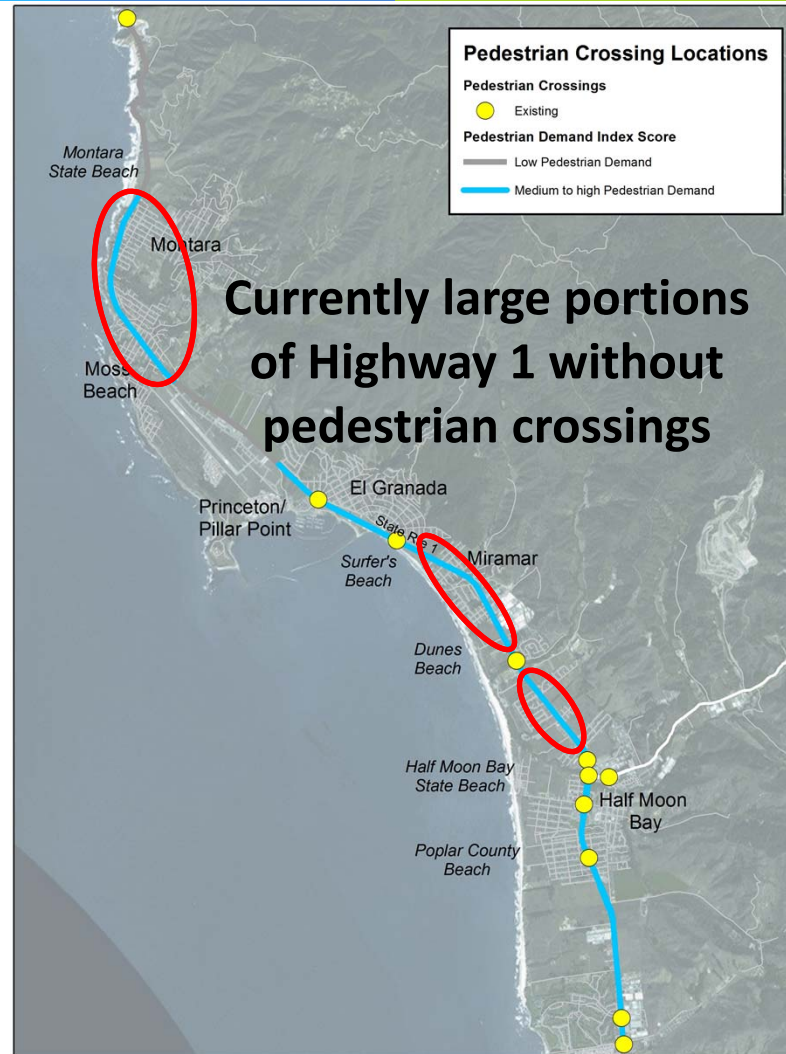 Pedestrian Crossing Locations
Pedestrian Crossings
Existing
Pedestrian Demand Index Score
Low Pedestrian Demand
Medium to high Pedestrian Demand
Montara
State Beach
Montara
Currently large portions
of Highway 1 without
pedestrian crossings
Moss
Beach
El Granada
Princeton/
Pillar Point
State Rte 1
Surfer's
Beach
Miramar
Dunes
Beach
Half Moon Bay
State Beach
Half Moon
Bay
Poplar County
Beach